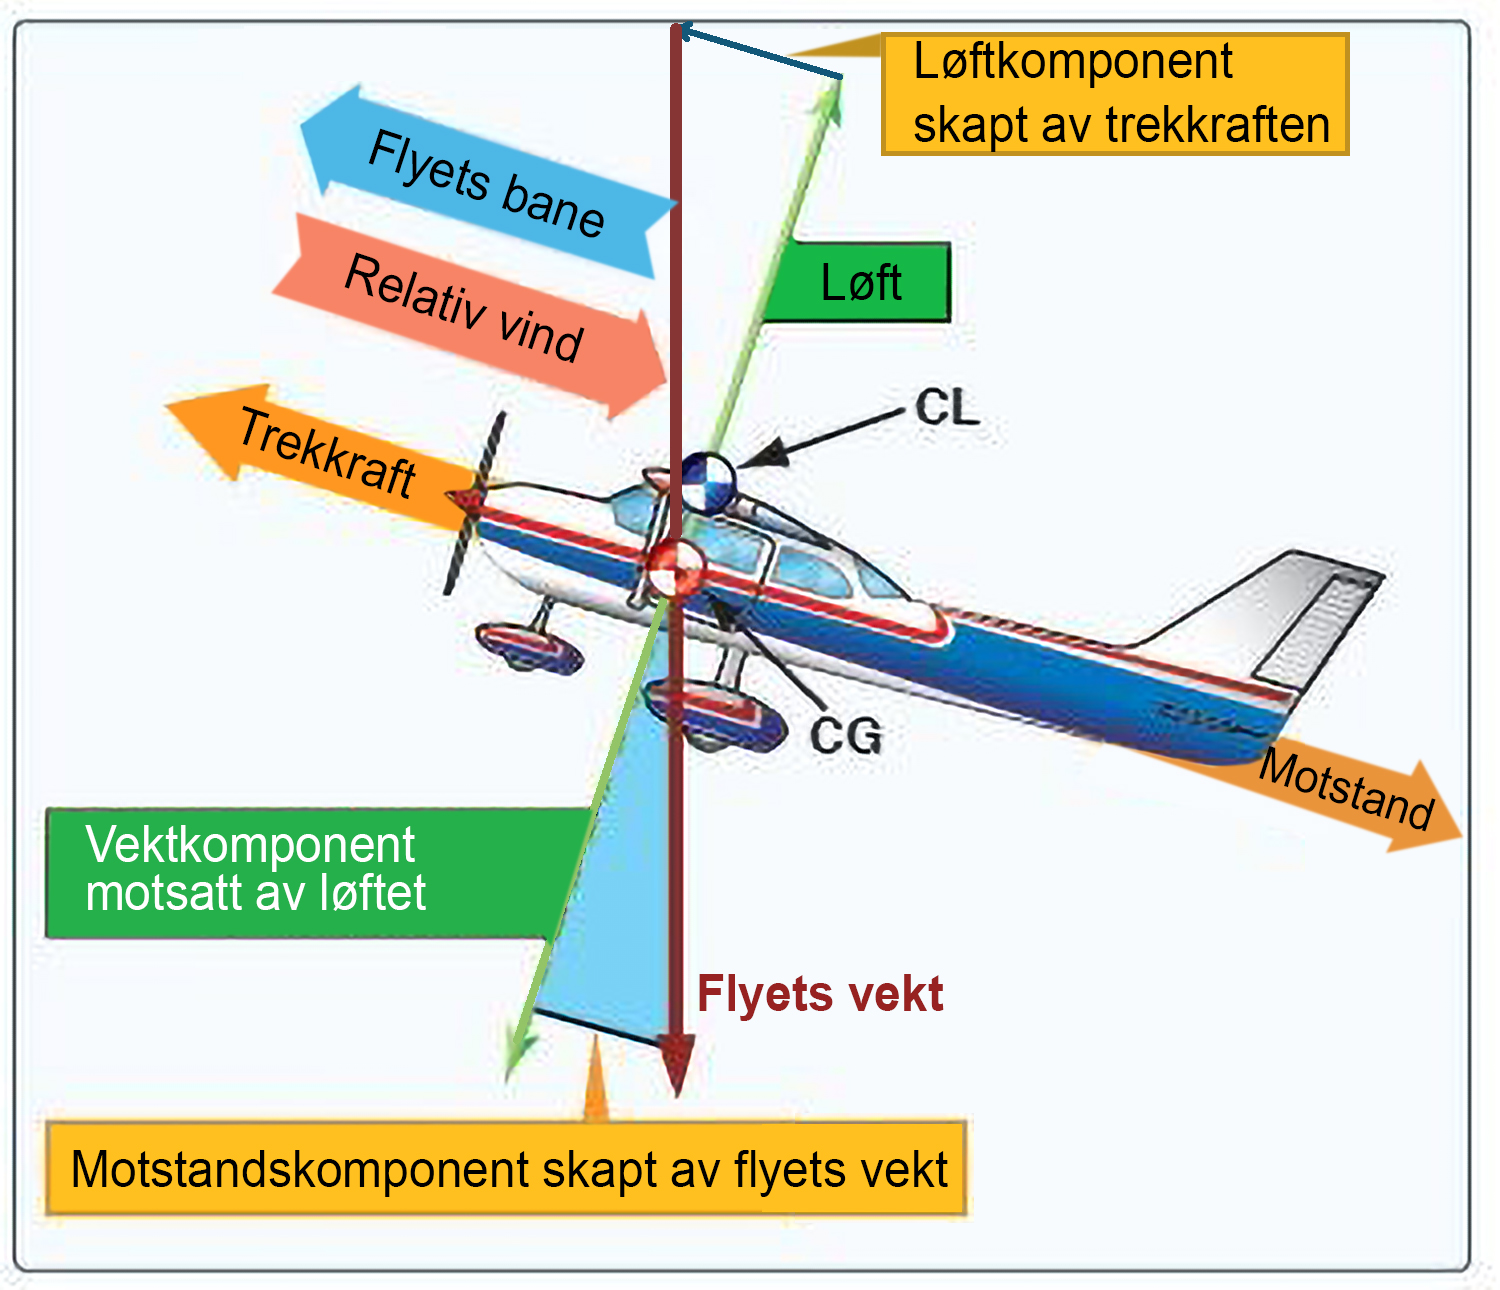 Løftkomponent
skapt av trekkraften
Flyets bane
Løft
Relativ vind
CL
Trekkraft
CG
Motstand
Vektkomponent
motsatt av løftet
Flyets vekt
Motstandskomponent skapt av flyets vekt